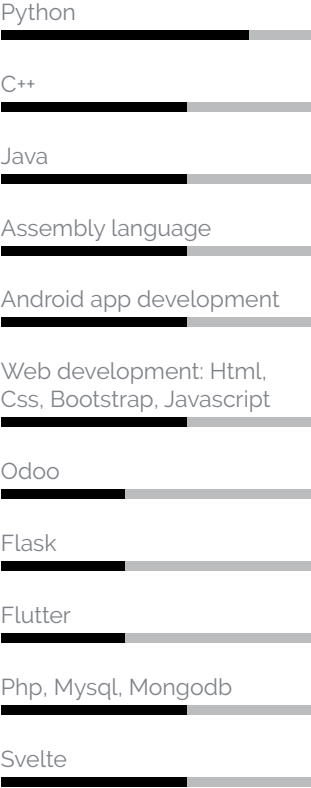 Python
C++
Java
Assembly language
Android app development
Web development: Html,
Css, Bootstrap, Javascript
Odoo
Flask
Flutter
Php, Mysql, Mongodb
Svelte